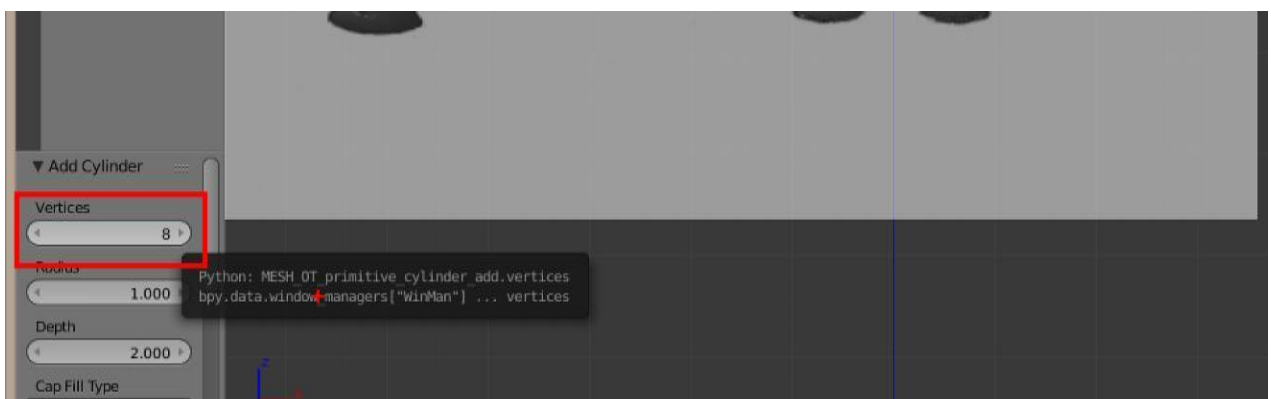 Add Cylinder
Vertices
8
Radius
1.000
Python: MESH_OT_primitive_cylinder_add.vertices
bpy.data.window_managers["WinMan"] ... vertices
Depth
2.000
Cap Fill Type
z